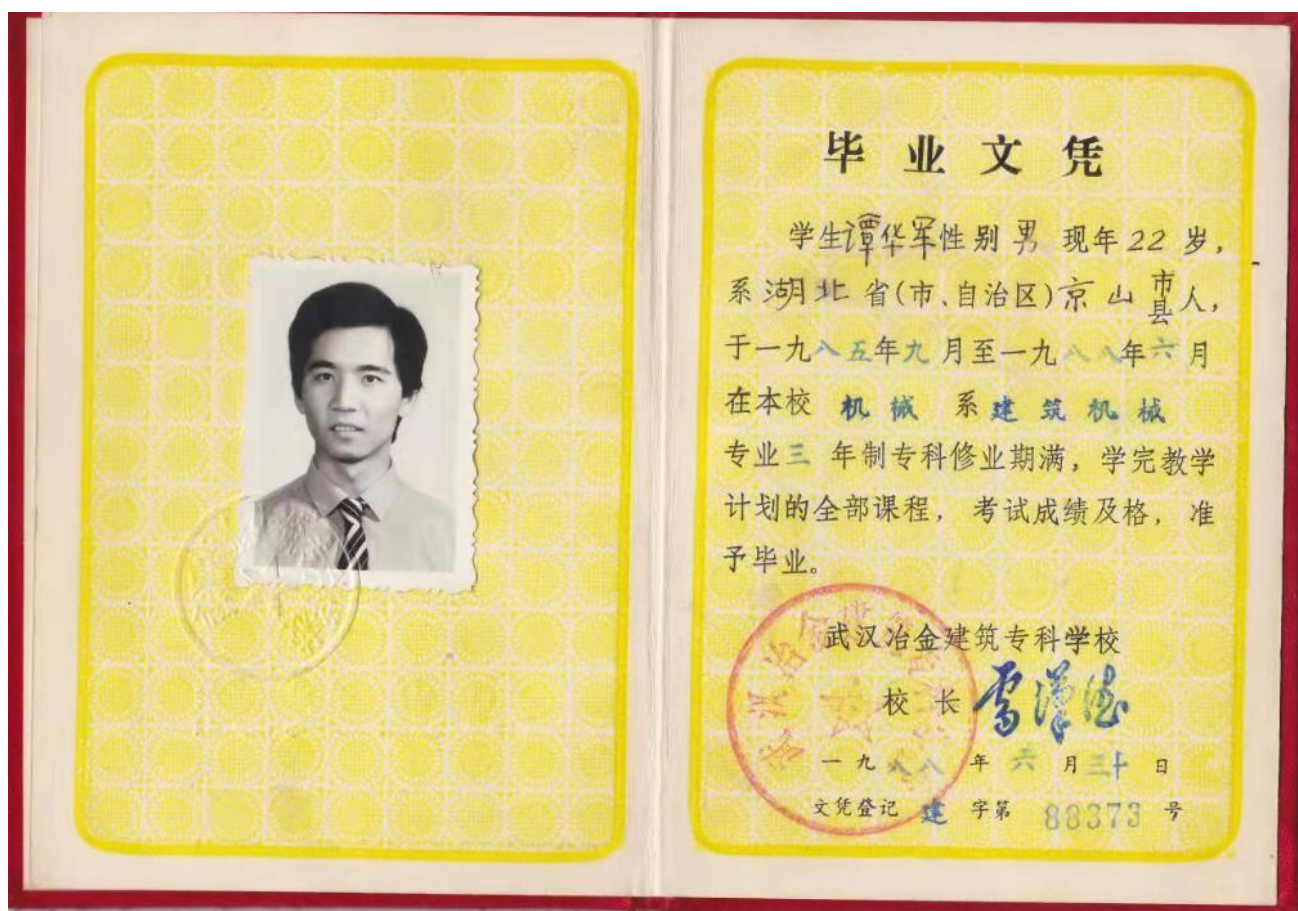 毕业文凭
学生谭华军性别男现年22岁,
系湖北省(市、自治区)京山市县人,
于一九八五年九月至一九八八年六月
在本校机械系建筑机械
专业三年制专科修业期满,学完教学
计划的全部课程,考试成绩及格,准
予毕业。
武汉冶金建筑专科学校
校长
一九八八年六月三十日
文凭登记建字第88373号